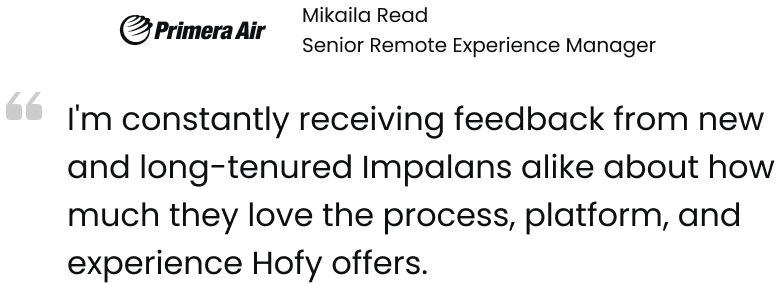 Primera Air
Mikaila Read
Senior Remote Experience Manager
“
I'm constantly receiving feedback from new
and long-tenured Impalans alike about how
much they love the process, platform, and
experience Hofy offers.